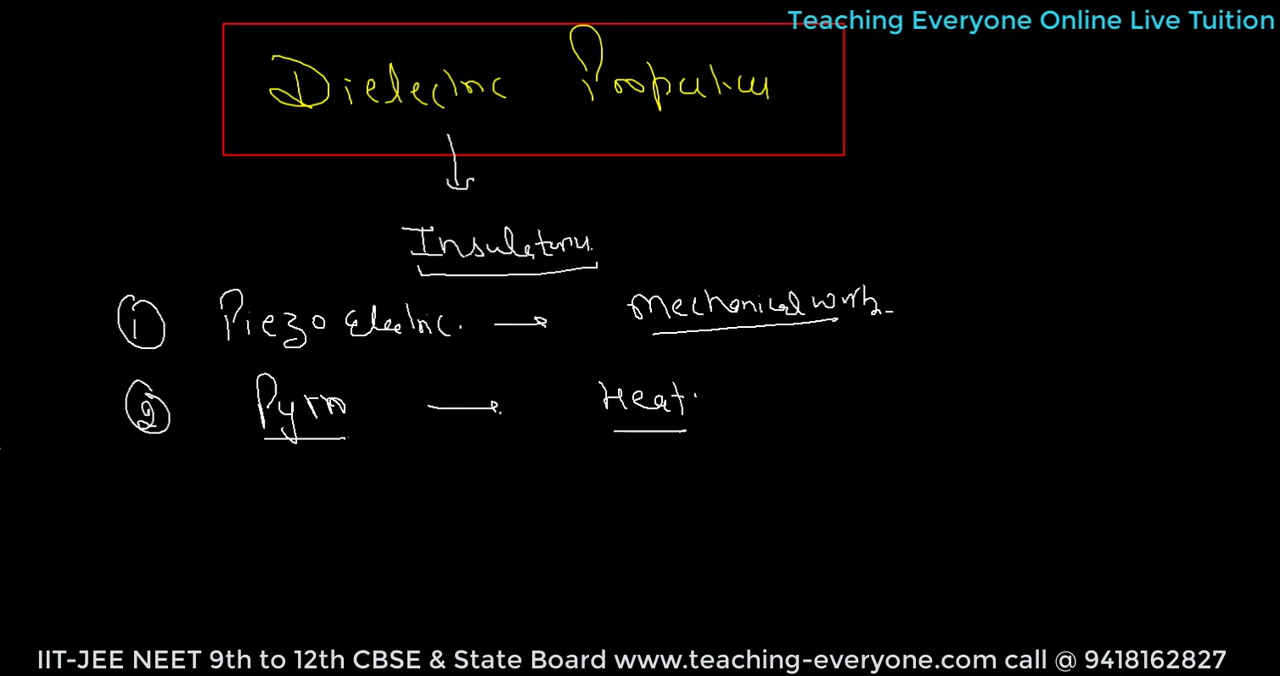 Teaching Everyone Online Live Tuition
Dielectric Properties
Insulators.
① Piezo Electric. → Mechanical work.
② Pyro → Heat.
IIT-JEE NEET 9th to 12th CBSE & State Board www.teaching-everyone.com call @ 9418162827